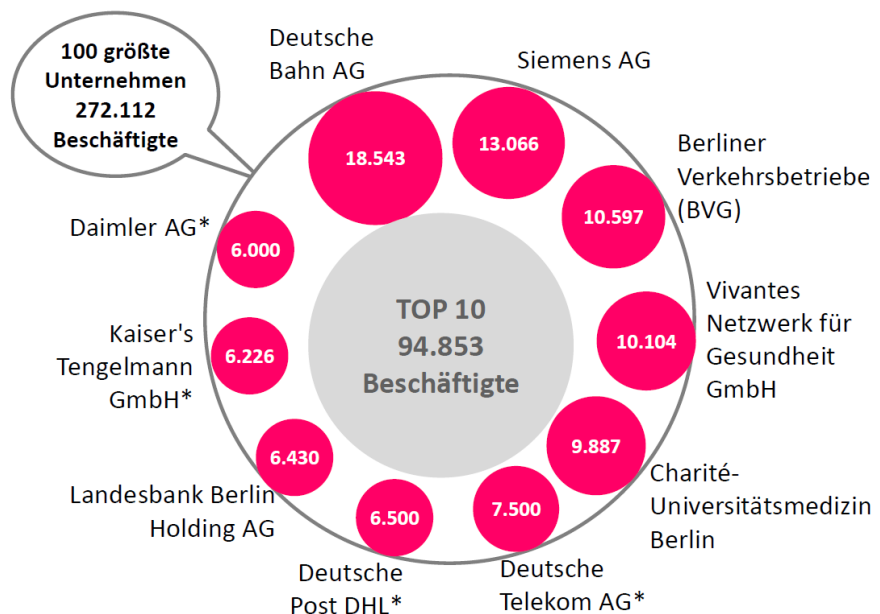 100 größte
Unternehmen
272.112
Beschäftigte
Deutsche
Bahn AG
18.543
Siemens AG
13.066
Berliner
Verkehrsbetriebe
(BVG)
10.597
Vivantes
Netzwerk für
Gesundheit
GmbH
10.104
Charité-
Universitätsmedizin
Berlin
9.887
Deutsche
Telekom AG*
7.500
Deutsche
Post DHL*
6.500
Landesbank Berlin
Holding AG
6.430
Kaiser's
Tengelmann
GmbH*
6.226
Daimler AG*
6.000
TOP 10
94.853
Beschäftigte